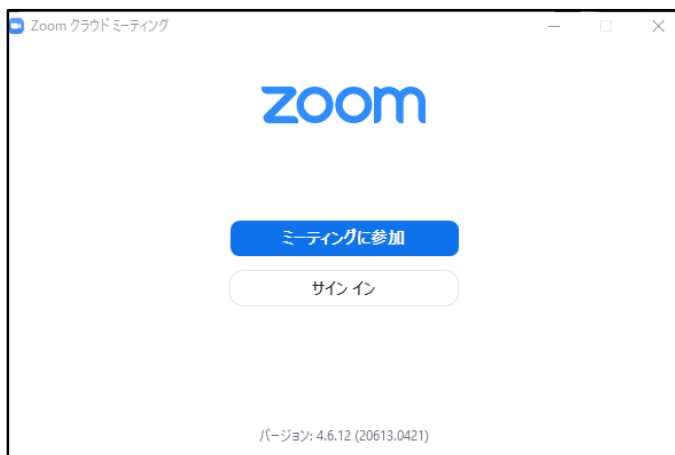 Zoom クラウド ミーティング
zoom
ミーティングに参加
サイン イン
バージョン: 4.6.12 (20613.0421)